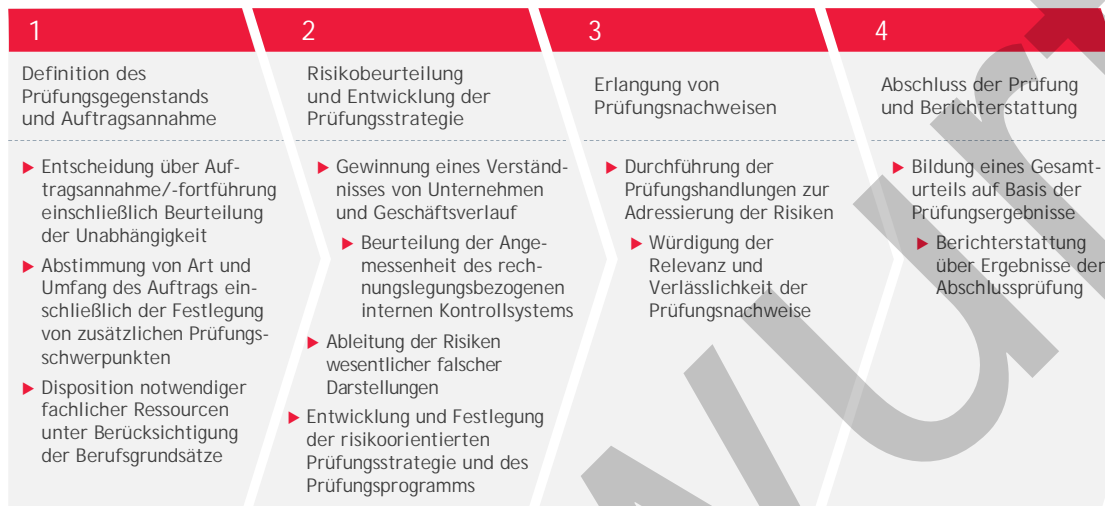 1
Definition des
Prüfungsgegenstands
und Auftragsannahme
▶ Entscheidung über Auf-
tragsannahme/-fortführung
einschließlich Beurteilung
der Unabhängigkeit
▶ Abstimmung von Art und
Umfang des Auftrags ein-
schließlich der Festlegung
von zusätzlichen Prüfungs-
schwerpunkten
▶ Disposition notwendiger
fachlicher Ressourcen
unter Berücksichtigung
der Berufsgrundsätze
2
Risikobeurteilung
und Entwicklung der
Prüfungsstrategie
▶ Gewinnung eines Verständ-
nisses von Unternehmen
und Geschäftsverlauf
▶ Beurteilung der Ange-
messenheit des rech-
nungslegungsbezogenen
internen Kontrollsystems
▶ Ableitung der Risiken
wesentlicher falscher
Darstellungen
▶ Entwicklung und Festlegung
der risikoorientierten
Prüfungsstrategie und des
Prüfungsprogramms
3
Erlangung von
Prüfungsnachweisen
▶ Durchführung der
Prüfungshandlungen zur
Adressierung der Risiken
▶ Würdigung der
Relevanz und
Verlässlichkeit der
Prüfungsnachweise
4
Abschluss der Prüfung
und Berichterstattung
▶ Bildung eines Gesamt-
urteils auf Basis der
Prüfungsergebnisse
▶ Berichterstattung
über Ergebnisse der
Abschlussprüfung